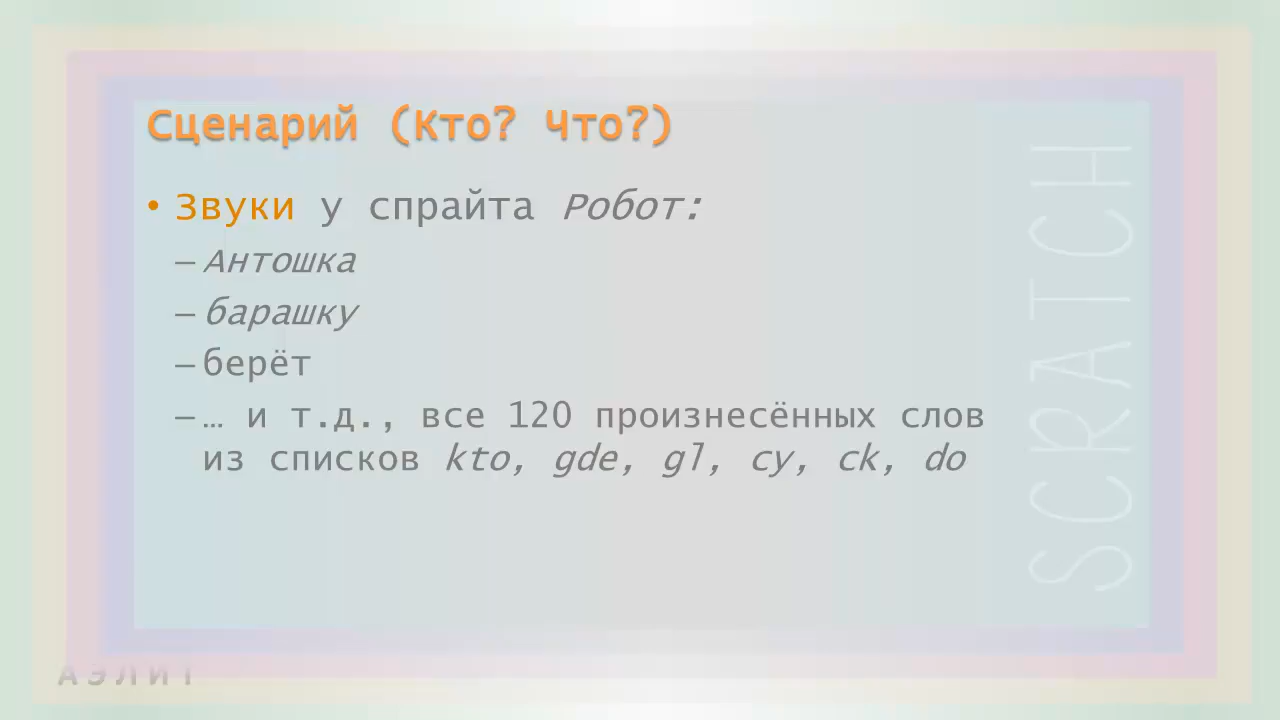 Сценарий (Кто? Что?)
• Звуки у спрайта Робот:
– Антошка
– барашку
– берёт
– … и т.д., все 120 произнесённых слов
из списков kto, gde, gl, cy, ck, do
SCRATCH
АЭЛИТ